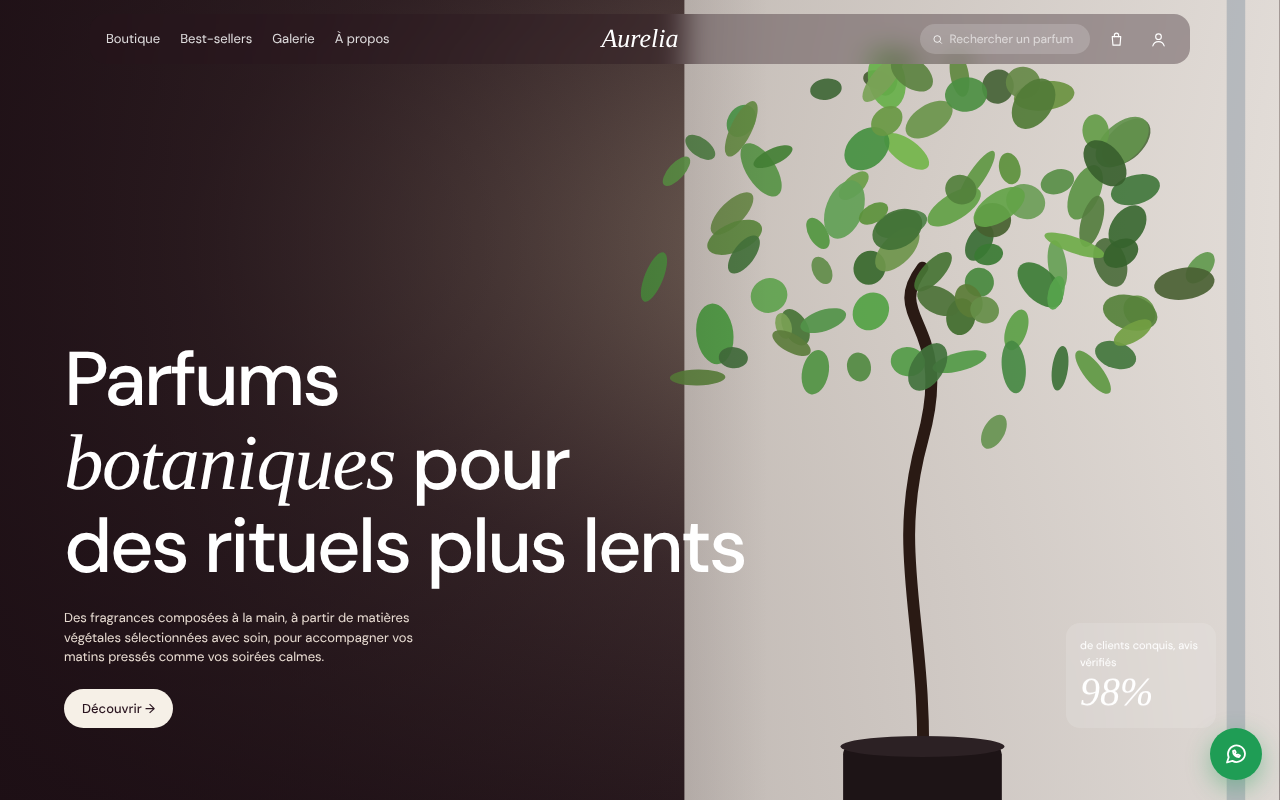 Boutique Best-sellers Galerie À propos
Aurelia
Rechercher un parfum
Parfums
botaniques pour
des rituels plus lents
Des fragrances composées à la main, à partir de matières
végétales sélectionnées avec soin, pour accompagner vos
matins pressés comme vos soirées calmes.
Découvrir →
de clients conquis, avis
vérifiés
98%